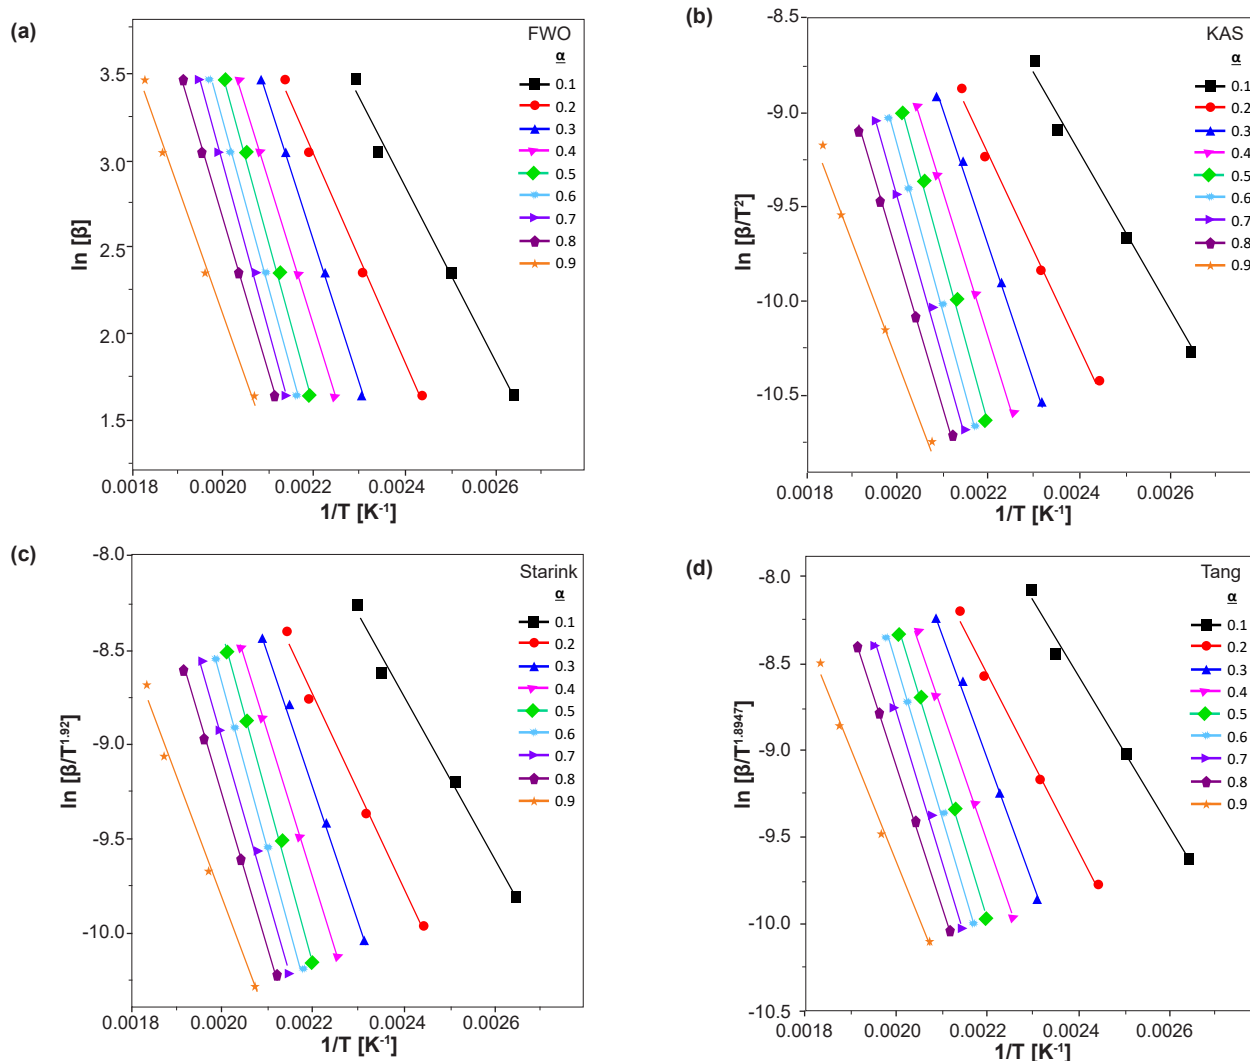 (a)
FWO
α
0.1
0.2
0.3
0.4
0.5
0.6
0.7
0.8
0.9
3.5
3.0
2.5
2.0
1.5
ln [β]
0.0018 0.0020 0.0022 0.0024 0.0026
1/T [K⁻¹]
(b)
KAS
α
0.1
0.2
0.3
0.4
0.5
0.6
0.7
0.8
0.9
-8.5
-9.0
-9.5
-10.0
-10.5
ln [β/T²]
0.0018 0.0020 0.0022 0.0024 0.0026
1/T [K⁻¹]
(c)
Starink
α
0.1
0.2
0.3
0.4
0.5
0.6
0.7
0.8
0.9
-8.0
-8.5
-9.0
-9.5
-10.0
ln [β/T¹·⁹²]
0.0018 0.0020 0.0022 0.0024 0.0026
1/T [K⁻¹]
(d)
Tang
α
0.1
0.2
0.3
0.4
0.5
0.6
0.7
0.8
0.9
-8.0
-8.5
-9.0
-9.5
-10.0
-10.5
ln [β/T¹·⁸⁹⁴⁷]
0.0018 0.0020 0.0022 0.0024 0.0026
1/T [K⁻¹]